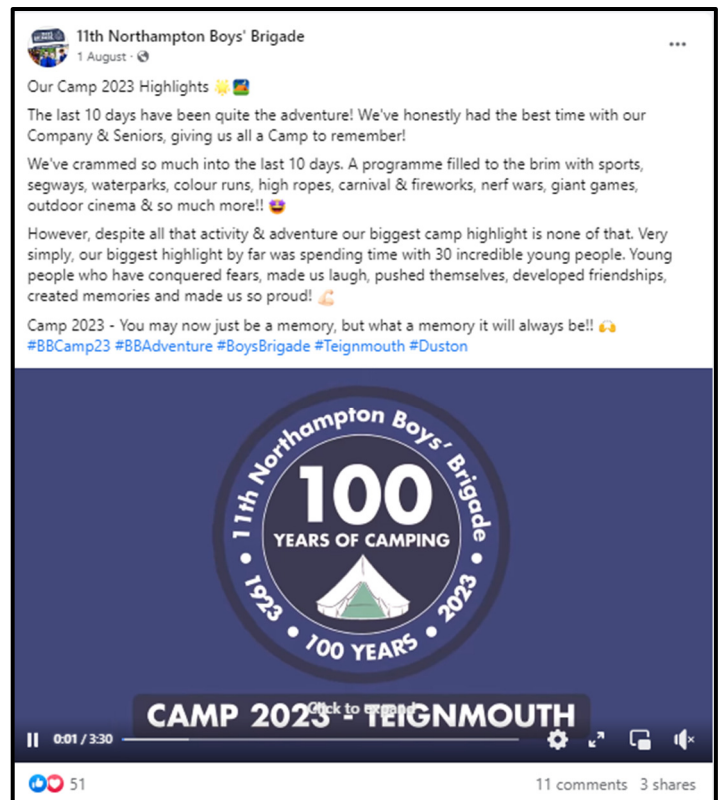 11th Northampton Boys' Brigade
1 August ·
Our Camp 2023 Highlights
The last 10 days have been quite the adventure! We've honestly had the best time with our
Company & Seniors, giving us all a Camp to remember!
We've crammed so much into the last 10 days. A programme filled to the brim with sports,
segways, waterparks, colour runs, high ropes, carnival & fireworks, nerf wars, giant games,
outdoor cinema & so much more!! 🤩
However, despite all that activity & adventure our biggest camp highlight is none of that. Very
simply, our biggest highlight by far was spending time with 30 incredible young people. Young
people who have conquered fears, made us laugh, pushed themselves, developed friendships,
created memories and made us so proud! 💪🏻
Camp 2023 - You may now just be a memory, but what a memory it will always be!! 🙌
#BBCamp23 #BBAdventure #BoysBrigade #Teignmouth #Duston
11th Northampton Boys' Brigade
100
YEARS OF CAMPING
• 1923 • 100 YEARS • 2023 •
CAMP 2023 - TEIGNMOUTH
Click to expand
0:01 / 3:30
51
11 comments 3 shares